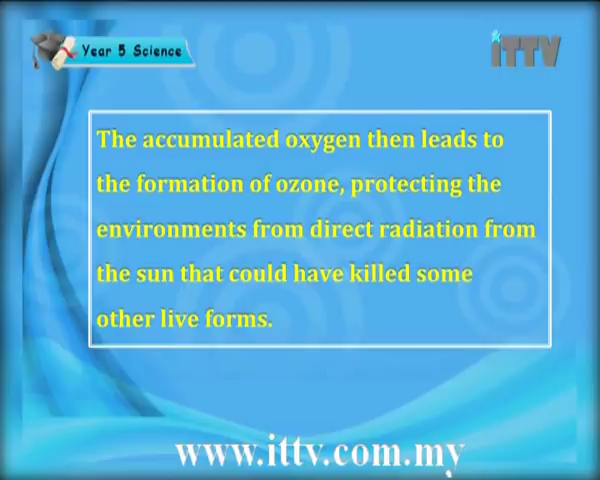 Year 5 Science
iTTV
The accumulated oxygen then leads to
the formation of ozone, protecting the
environments from direct radiation from
the sun that could have killed some
other live forms.
www.ittv.com.my